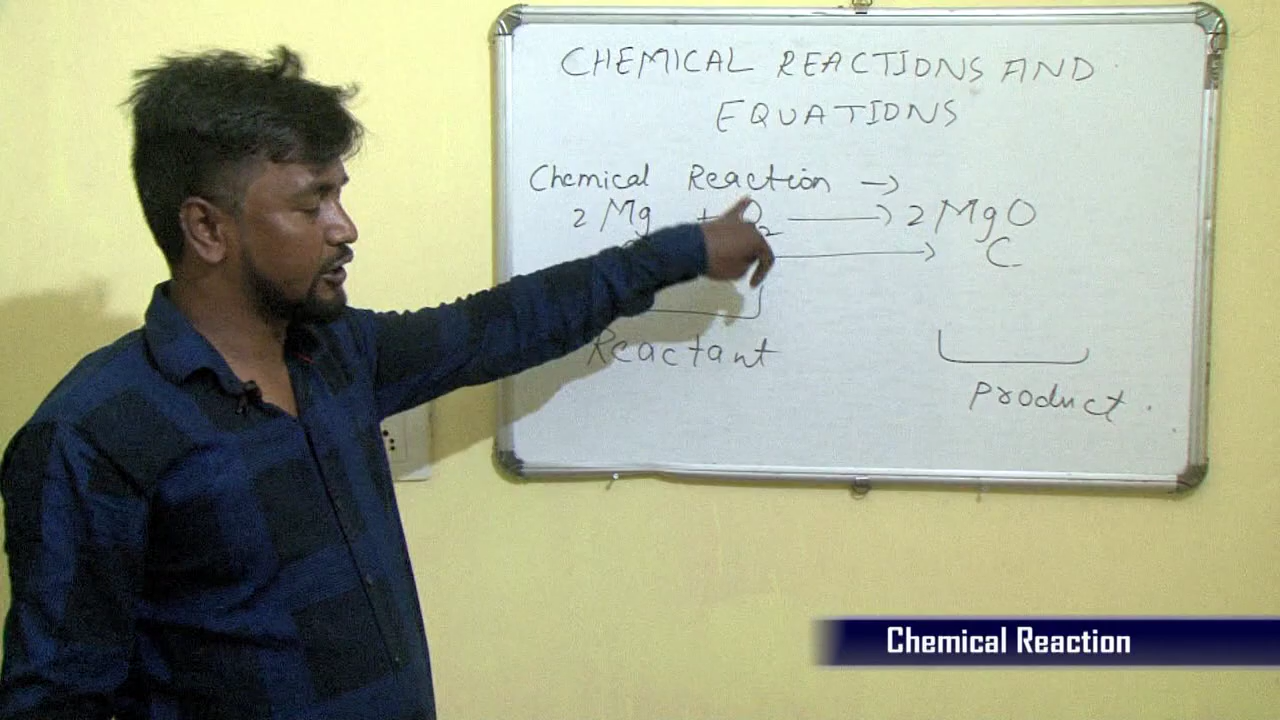 CHEMICAL REACTIONS AND
EQUATIONS
Chemical Reaction →
2 Mg + O2 → 2 MgO
→ C
Reactant
Product
Chemical Reaction